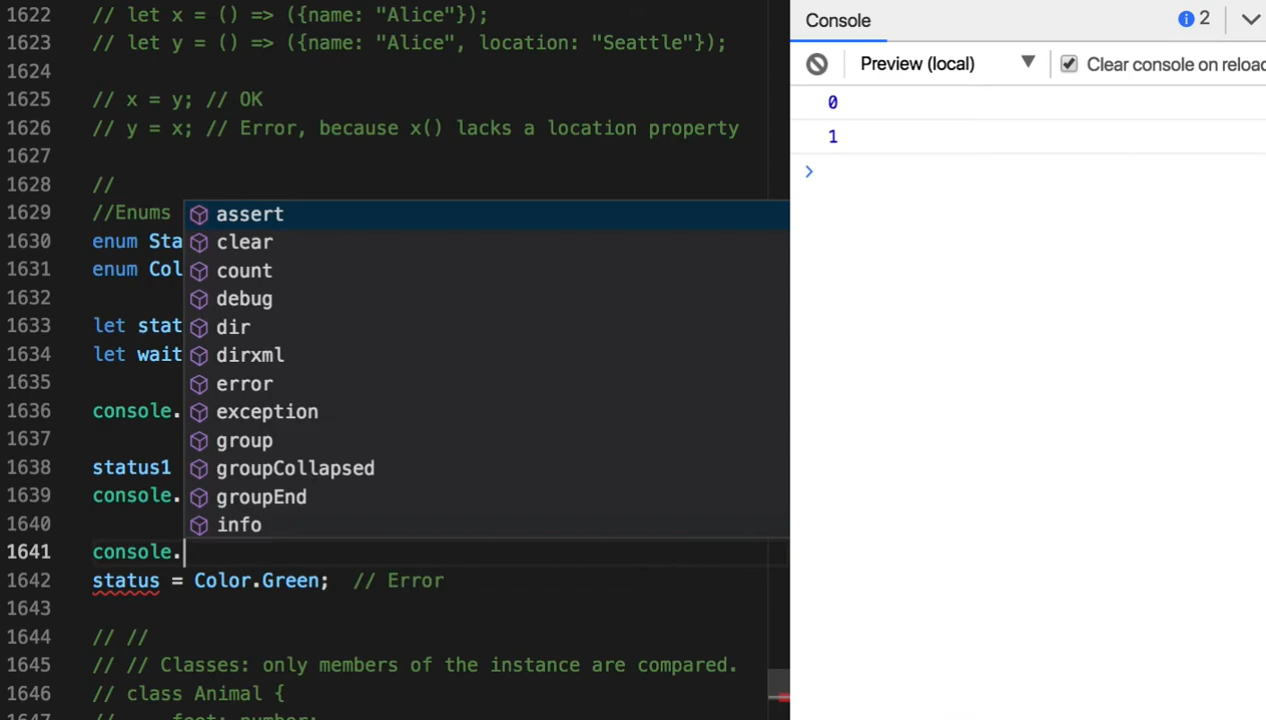 1622 // let x = () => ({name: "Alice"});
1623 // let y = () => ({name: "Alice", location: "Seattle"});
1624
1625 // x = y; // OK
1626 // y = x; // Error, because x() lacks a location property
1627
1628 //
1629 //Enums
1630 enum Sta
1631 enum Col
1632
1633 let stat
1634 let wait
1635
1636 console.
1637
1638 status1
1639 console.
1640
1641 console.
1642 status = Color.Green; // Error
1643
1644 // //
1645 // // Classes: only members of the instance are compared.
1646 // class Animal {
1647 // feet: number;
assert
clear
count
debug
dir
dirxml
error
exception
group
groupCollapsed
groupEnd
info
Console 2
Preview (local) Clear console on reload
0
1
>